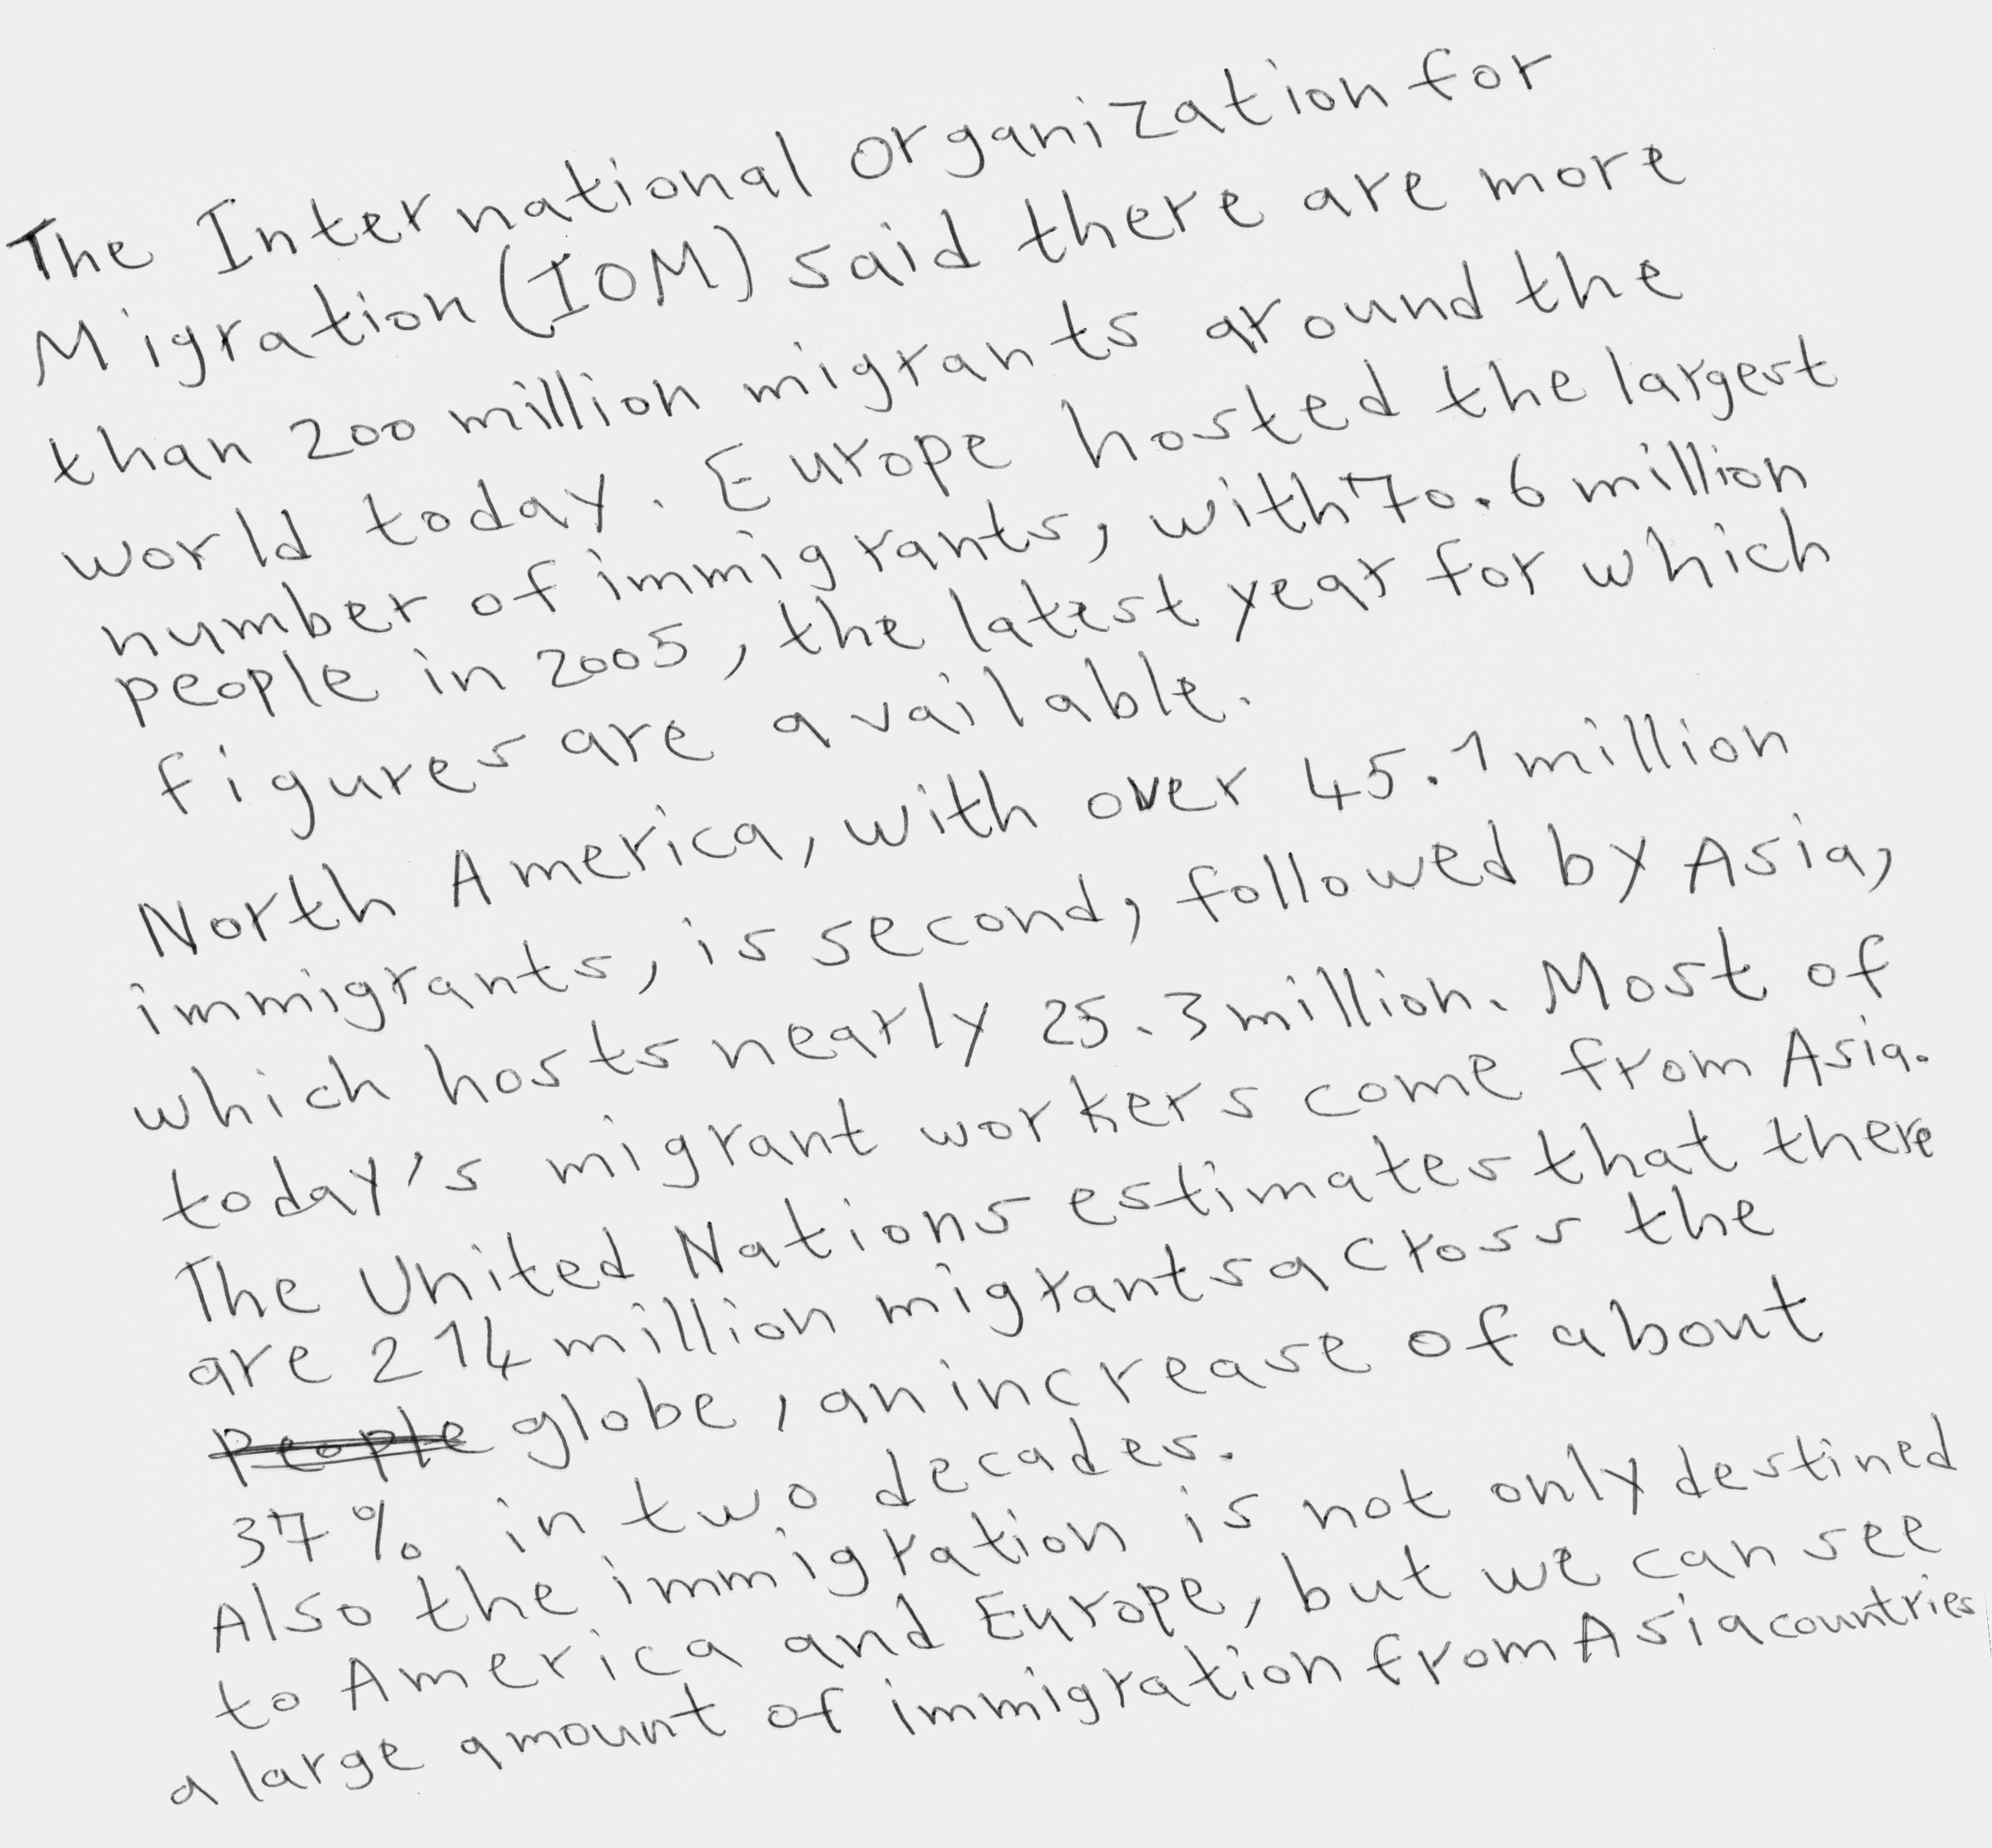 The International organization for
Migration (IOM) said there are more
than 200 million migrants around the
world today. Europe hosted the largest
number of immigrants, with 70.6 million
people in 2005, the latest year for which
figures are available.
North America, with over 45.1 million
immigrants, is second, followed by Asia,
which hosts nearly 25.3 million. Most of
today's migrant workers come from Asia.
The United Nations estimates that there
are 214 million migrants across the
people globe, an increase of about
37% in two decades.
Also the immigration is not only destined
to America and Europe, but we can see
a large amount of immigration from Asia countries